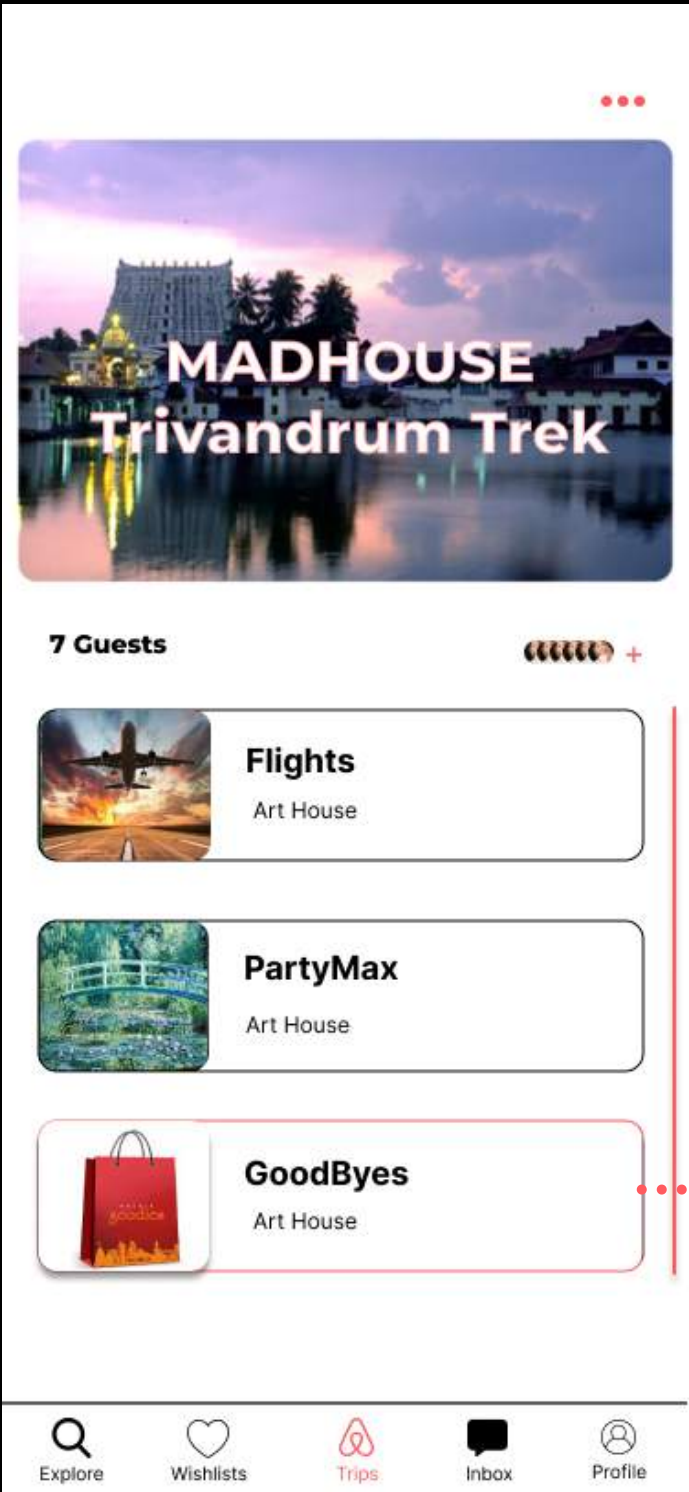 MADHOUSE
Trivandrum Trek
7 Guests
+
Flights
Art House
PartyMax
Art House
goodies
GoodByes
Art House
Explore
Wishlists
Trips
Inbox
Profile